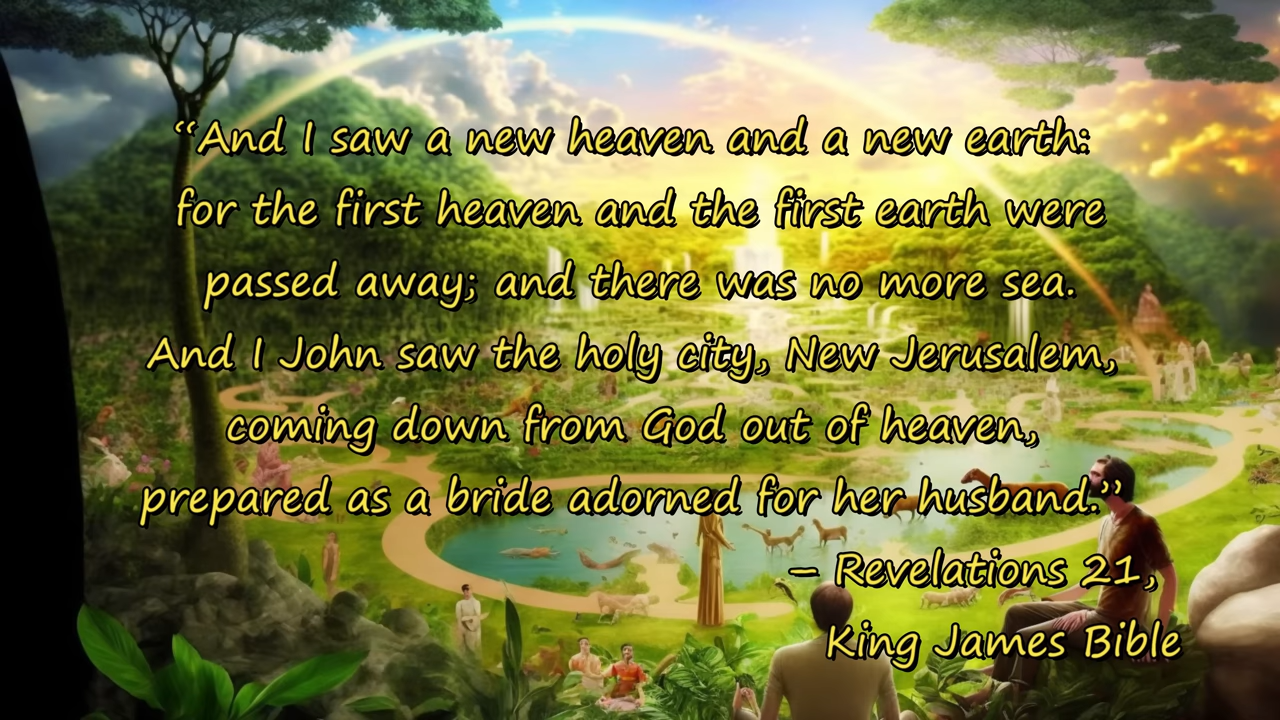 “And I saw a new heaven and a new earth:
for the first heaven and the first earth were
passed away; and there was no more sea.
And I John saw the holy city, New Jerusalem,
coming down from God out of heaven,
prepared as a bride adorned for her husband.”
– Revelations 21,
King James Bible